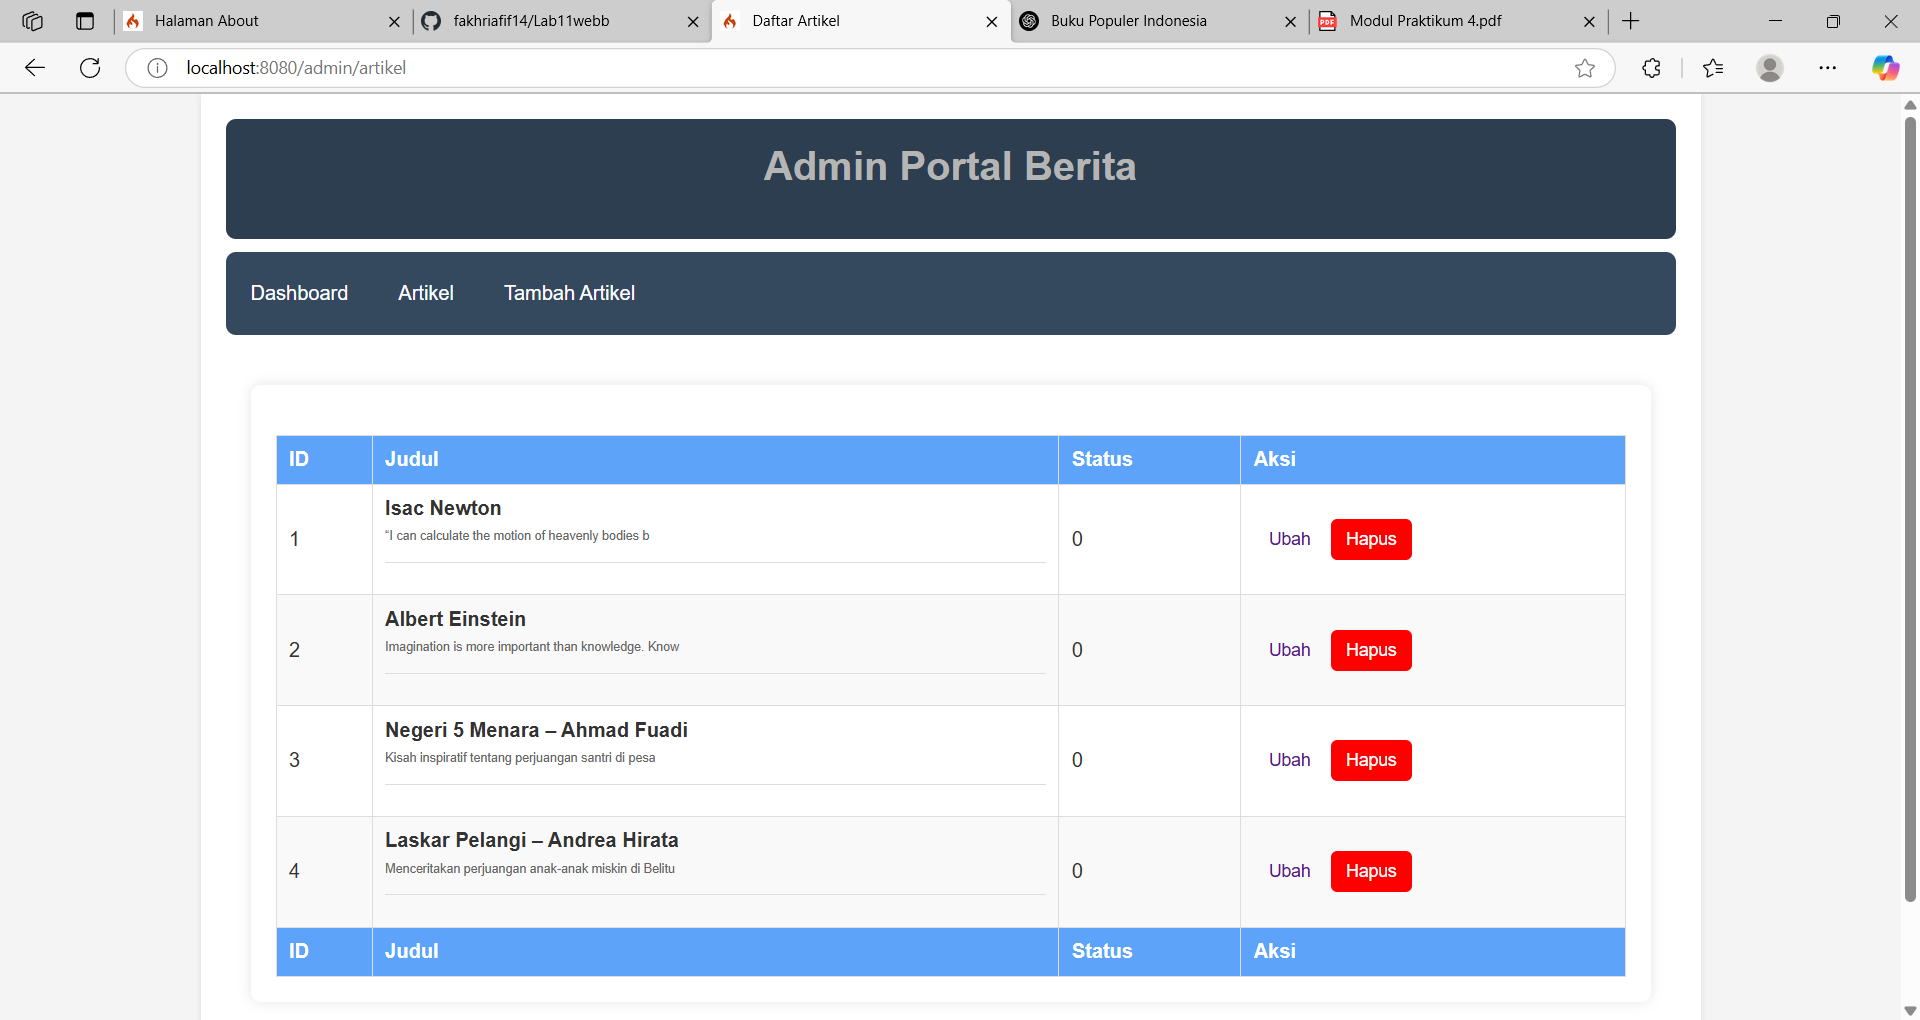 Halaman About
fakhriafif14/Lab11webb
Daftar Artikel
Buku Populer Indonesia
PDF
Modul Praktikum 4.pdf
localhost:8080/admin/artikel
Admin Portal Berita
Dashboard Artikel Tambah Artikel
ID Judul Status Aksi
1 Isac Newton 0 Ubah Hapus
“I can calculate the motion of heavenly bodies b
2 Albert Einstein 0 Ubah Hapus
Imagination is more important than knowledge. Know
3 Negeri 5 Menara – Ahmad Fuadi 0 Ubah Hapus
Kisah inspiratif tentang perjuangan santri di pesa
4 Laskar Pelangi – Andrea Hirata 0 Ubah Hapus
Menceritakan perjuangan anak-anak miskin di Belitu
ID Judul Status Aksi